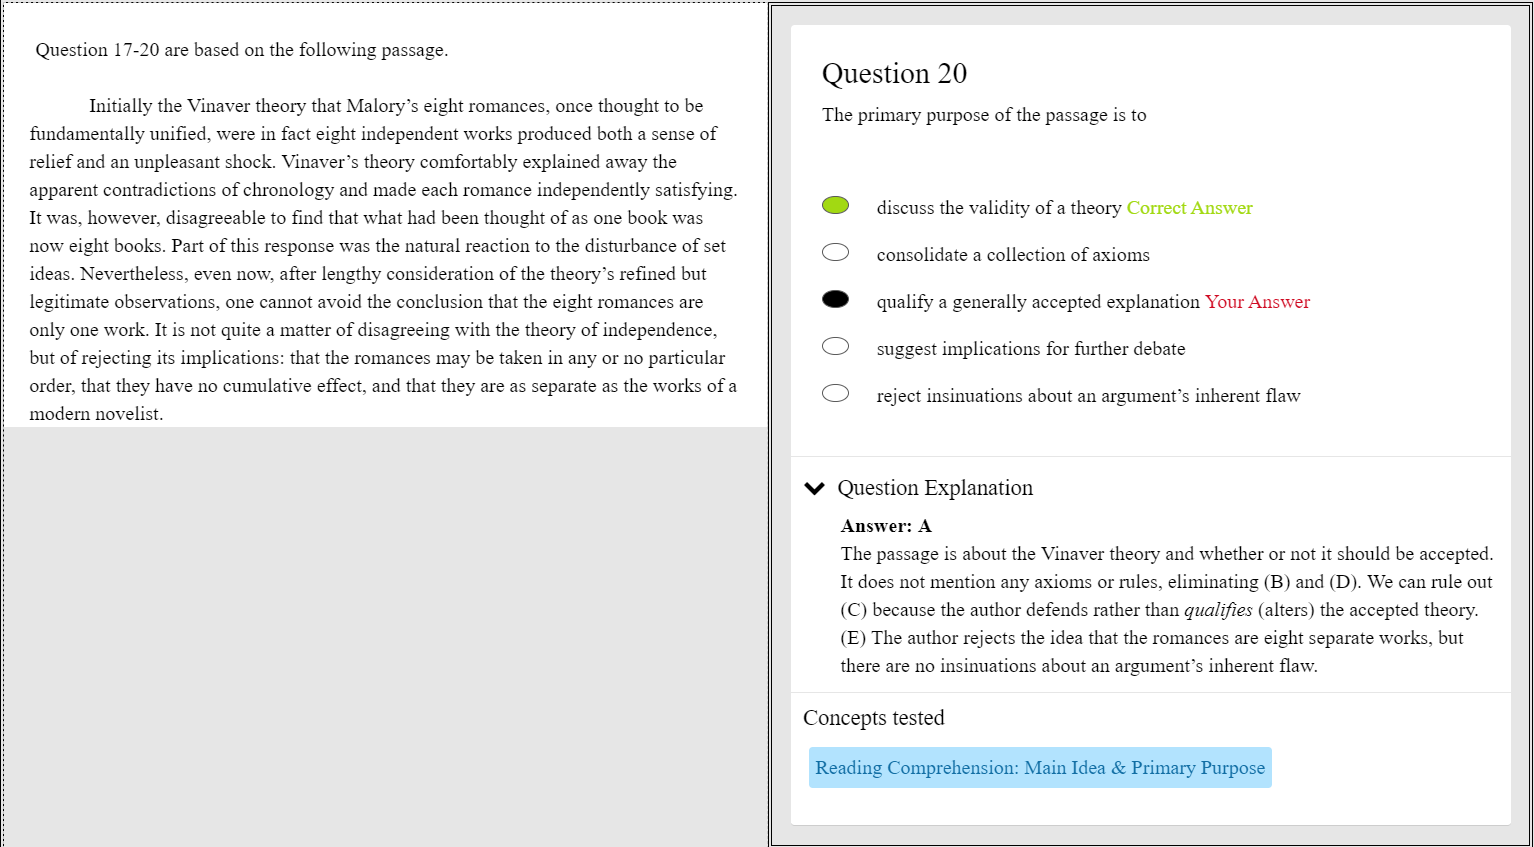 Question 17-20 are based on the following passage.
Initially the Vinaver theory that Malory’s eight romances, once thought to be
fundamentally unified, were in fact eight independent works produced both a sense of
relief and an unpleasant shock. Vinaver’s theory comfortably explained away the
apparent contradictions of chronology and made each romance independently satisfying.
It was, however, disagreeable to find that what had been thought of as one book was
now eight books. Part of this response was the natural reaction to the disturbance of set
ideas. Nevertheless, even now, after lengthy consideration of the theory’s refined but
legitimate observations, one cannot avoid the conclusion that the eight romances are
only one work. It is not quite a matter of disagreeing with the theory of independence,
but of rejecting its implications: that the romances may be taken in any or no particular
order, that they have no cumulative effect, and that they are as separate as the works of a
modern novelist.
Question 20
The primary purpose of the passage is to
discuss the validity of a theory Correct Answer
consolidate a collection of axioms
qualify a generally accepted explanation Your Answer
suggest implications for further debate
reject insinuations about an argument’s inherent flaw
Question Explanation
Answer: A
The passage is about the Vinaver theory and whether or not it should be accepted.
It does not mention any axioms or rules, eliminating (B) and (D). We can rule out
(C) because the author defends rather than qualifies (alters) the accepted theory.
(E) The author rejects the idea that the romances are eight separate works, but
there are no insinuations about an argument’s inherent flaw.
Concepts tested
Reading Comprehension: Main Idea & Primary Purpose